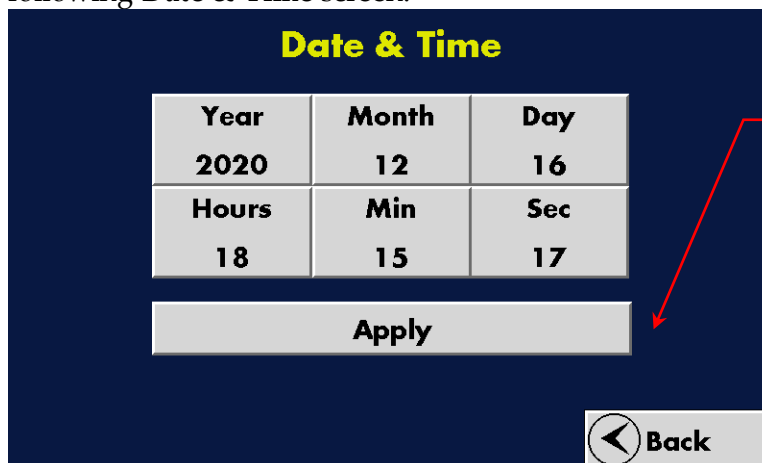 following Date & Time screen.
Date & Time
Year Month Day
2020 12 16
Hours Min Sec
18 15 17
Apply
Back